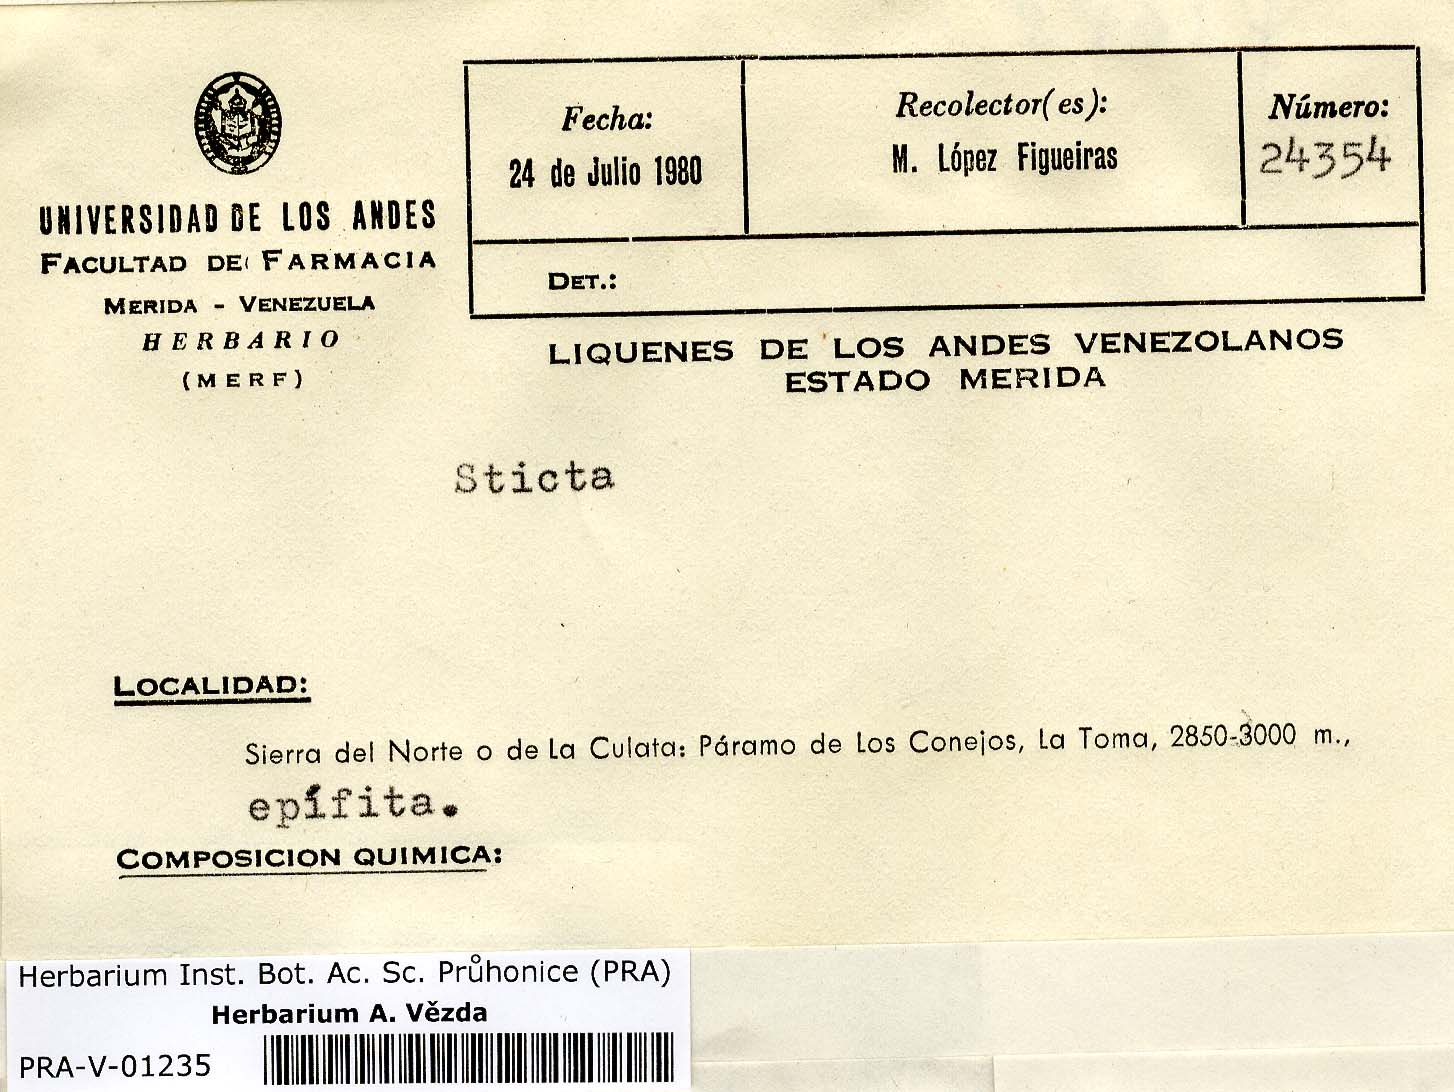 UNIVERSIDAD DE LOS ANDES
FACULTAD DE FARMACIA
MERIDA - VENEZUELA
HERBARIO
(MERF)
Fecha:
24 de Julio 1980
Recolector(es):
M. López Figueiras
Número:
24354
DET.:
LIQUENES DE LOS ANDES VENEZOLANOS
ESTADO MERIDA
Sticta
LOCALIDAD:
Sierra del Norte o de La Culata: Páramo de Los Conejos, La Toma, 2850-3000 m.,
epífita.
COMPOSICION QUIMICA:
Herbarium Inst. Bot. Ac. Sc. Průhonice (PRA)
Herbarium A. Vězda
PRA-V-01235